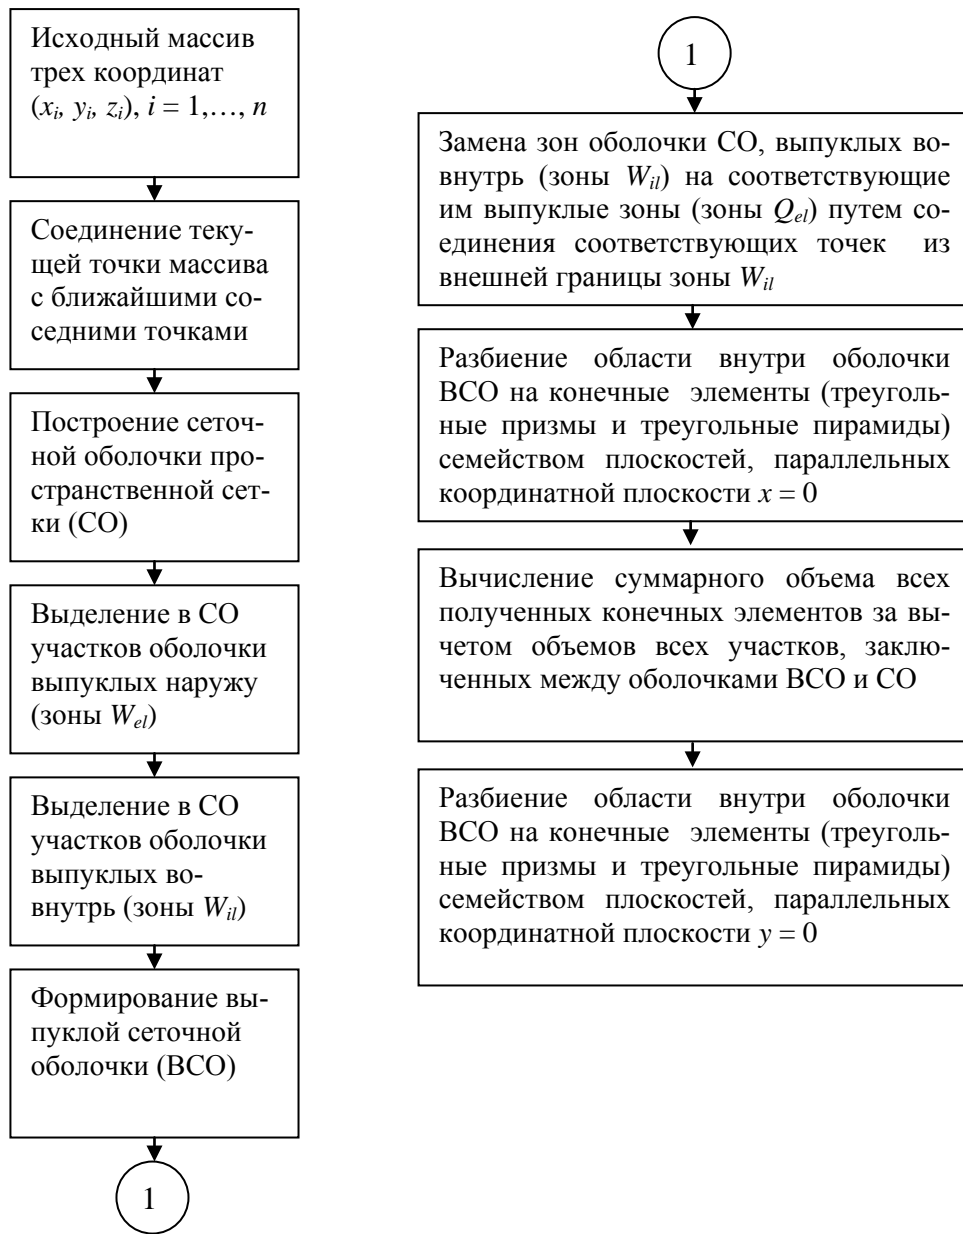 Исходный массив
трех координат
(xi, yi, zi), i = 1,…, n
Соединение теку-
щей точки массива
с ближайшими со-
седними точками
Построение сеточ-
ной оболочки про-
странственной сет-
ки (СО)
Выделение в СО
участков оболочки
выпуклых наружу
(зоны Wel)
Выделение в СО
участков оболочки
выпуклых во-
внутрь (зоны Wil)
Формирование вы-
пуклой сеточной
оболочки (ВСО)
1
1
Замена зон оболочки СО, выпуклых во-
внутрь (зоны Wil) на соответствующие
им выпуклые зоны (зоны Qel) путем со-
единения соответствующих точек из
внешней границы зоны Wil
Разбиение области внутри оболочки
ВСО на конечные элементы (треуголь-
ные призмы и треугольные пирамиды)
семейством плоскостей, параллельных
координатной плоскости x = 0
Вычисление суммарного объема всех
полученных конечных элементов за вы-
четом объемов всех участков, заклю-
ченных между оболочками ВСО и СО
Разбиение области внутри оболочки
ВСО на конечные элементы (треуголь-
ные призмы и треугольные пирамиды)
семейством плоскостей, параллельных
координатной плоскости y = 0